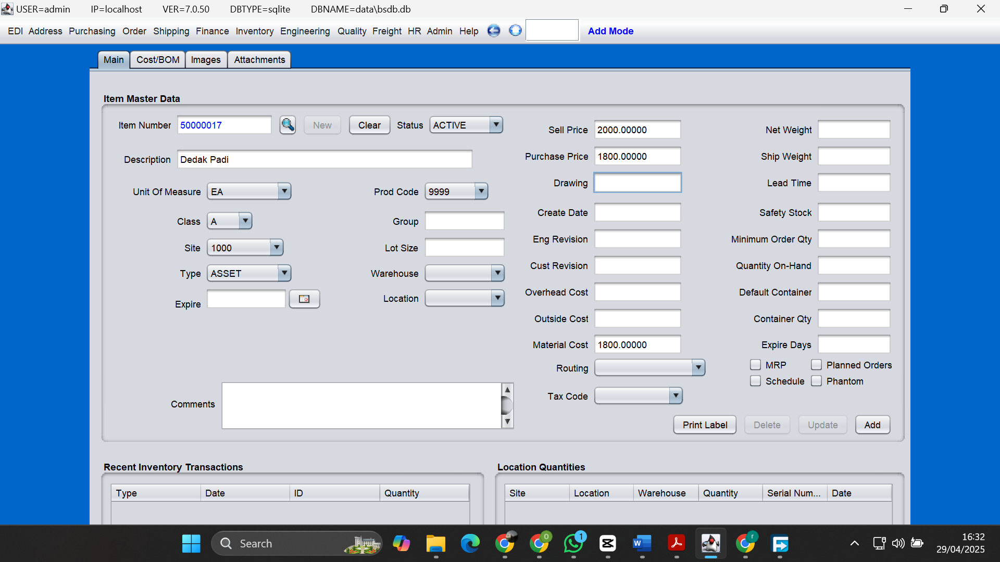 USER=admin IP=localhost VER=7.0.50 DBTYPE=sqlite DBNAME=data\bsdb.db
EDI Address Purchasing Order Shipping Finance Inventory Engineering Quality Freight HR Admin Help Add Mode
Main Cost/BOM Images Attachments
Item Master Data
Item Number 50000017 New Clear Status ACTIVE
Description Dedak Padi
Unit Of Measure EA
Class A
Site 1000
Type ASSET
Expire
Prod Code 9999
Group
Lot Size
Warehouse
Location
Comments
Sell Price 2000.00000
Purchase Price 1800.00000
Drawing
Create Date
Eng Revision
Cust Revision
Overhead Cost
Outside Cost
Material Cost 1800.00000
Routing
Tax Code
Net Weight
Ship Weight
Lead Time
Safety Stock
Minimum Order Qty
Quantity On-Hand
Default Container
Container Qty
Expire Days
MRP Planned Orders
Schedule Phantom
Print Label Delete Update Add
Recent Inventory Transactions
Type Date ID Quantity
Location Quantities
Site Location Warehouse Quantity Serial Num... Date
Search
0
1
W
r
16:32
29/04/2025